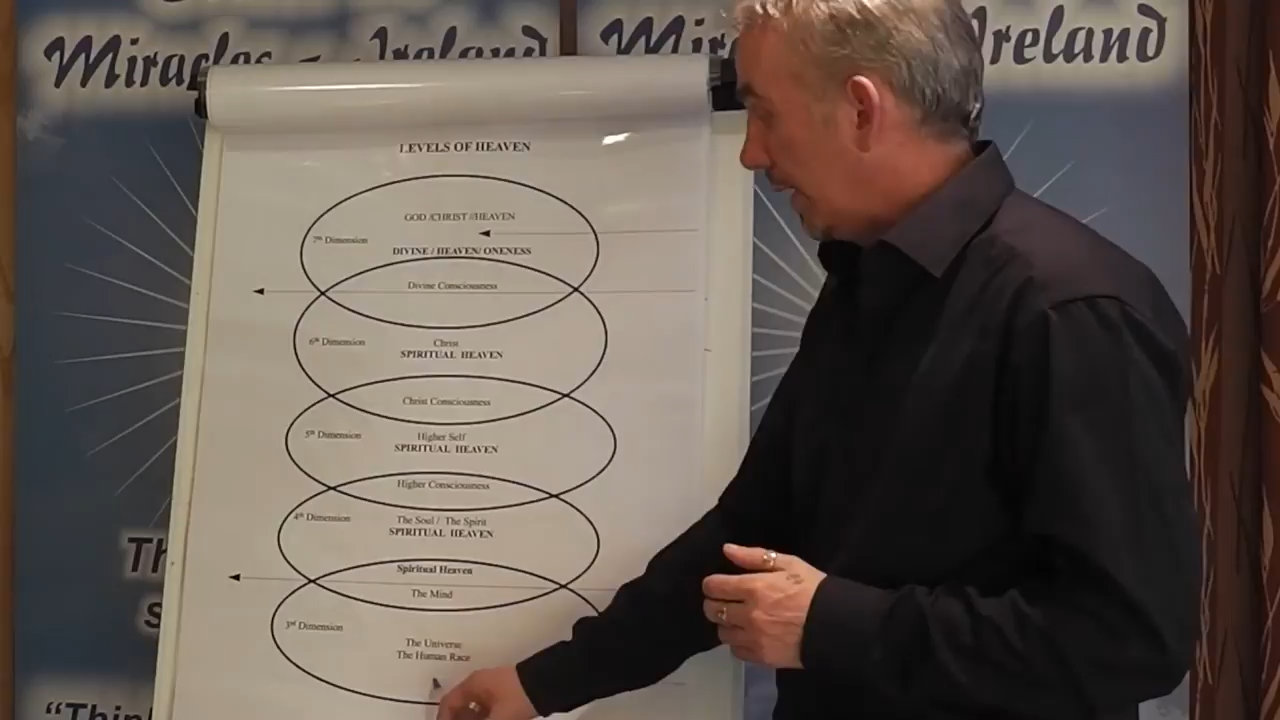 Miracles - Ireland
Ireland
LEVELS OF HEAVEN
GOD /CHRIST //HEAVEN
7th Dimension
DIVINE / HEAVEN/ ONENESS
Divine Consciousness
6th Dimension
Christ
SPIRITUAL HEAVEN
Christ Consciousness
5th Dimension
Higher Self
SPIRITUAL HEAVEN
Higher Consciousness
4th Dimension
The Soul / The Spirit
SPIRITUAL HEAVEN
Spiritual Heaven
The Mind
3rd Dimension
The Universe
The Human Race